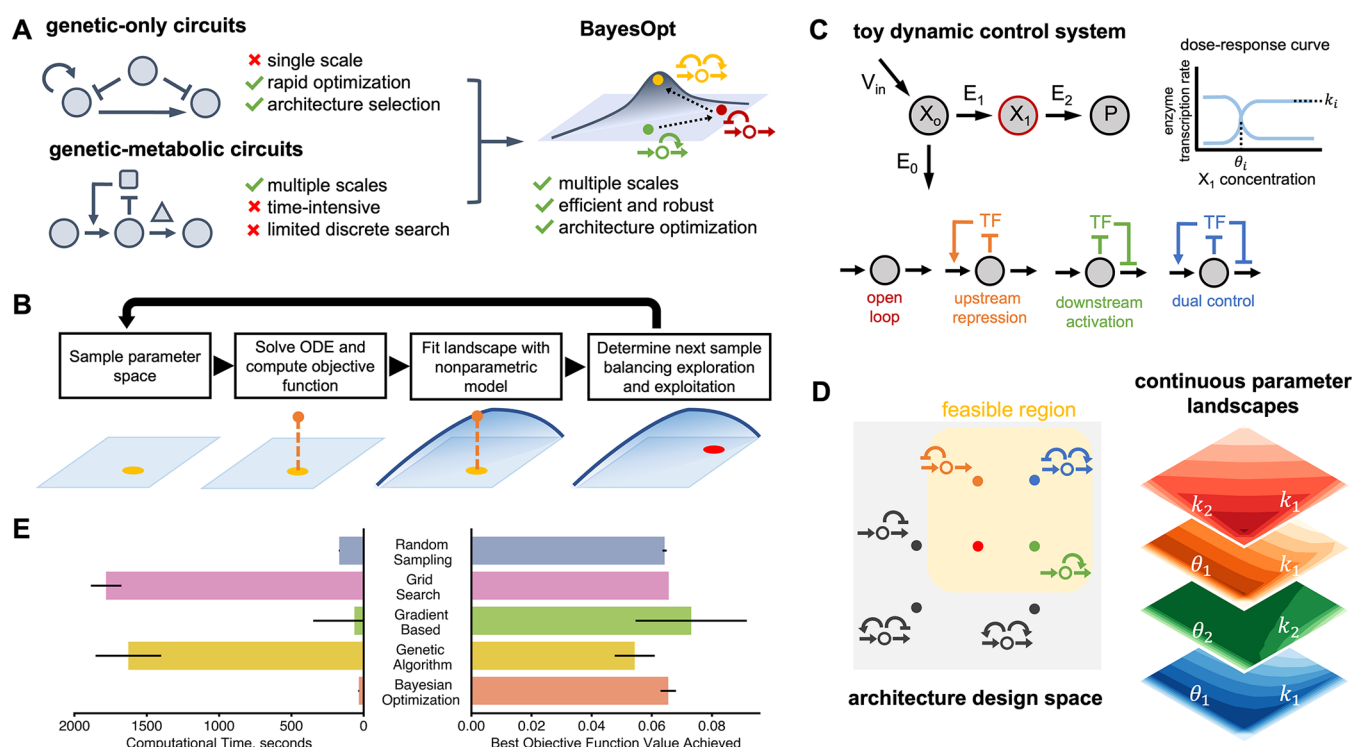 A
genetic-only circuits
single scale
rapid optimization
architecture selection
genetic-metabolic circuits
multiple scales
time-intensive
limited discrete search
BayesOpt
multiple scales
efficient and robust
architecture optimization
B
Sample parameter
space
Solve ODE and
compute objective
function
Fit landscape with
nonparametric
model
Determine next sample
balancing exploration
and exploitation
C
toy dynamic control system
V_in
X_o
E_1
X_1
E_2
P
E_0
dose-response curve
enzyme
transcription rate
k_i
θ_i
X_1 concentration
TF
TF
TF
open
loop
upstream
repression
downstream
activation
dual control
D
feasible region
architecture design space
continuous parameter
landscapes
k_2 k_1
θ_1 k_1
θ_2 k_2
θ_1 k_1
E
Random
Sampling
Grid
Search
Gradient
Based
Genetic
Algorithm
Bayesian
Optimization
2000 1500 1000 500 0
Computational Time, seconds
0.00 0.02 0.04 0.06 0.08
Best Objective Function Value Achieved